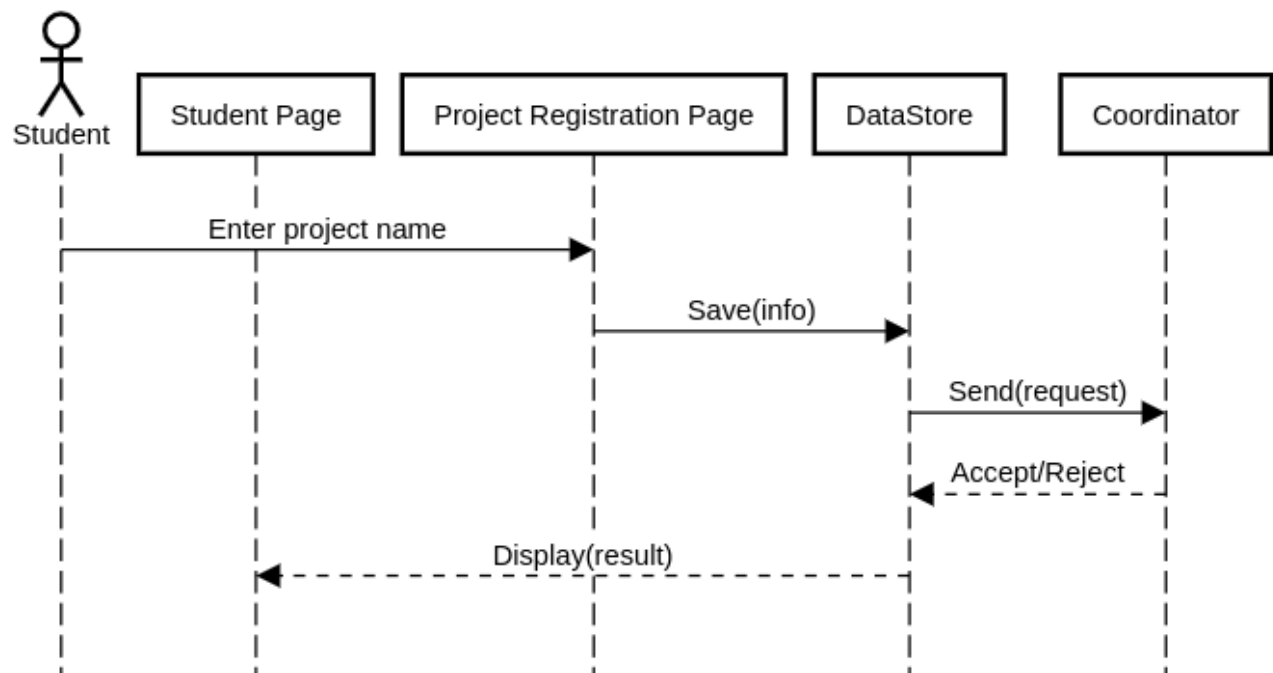 Student
Student Page
Project Registration Page
DataStore
Coordinator
Enter project name
Save(info)
Send(request)
Accept/Reject
Display(result)